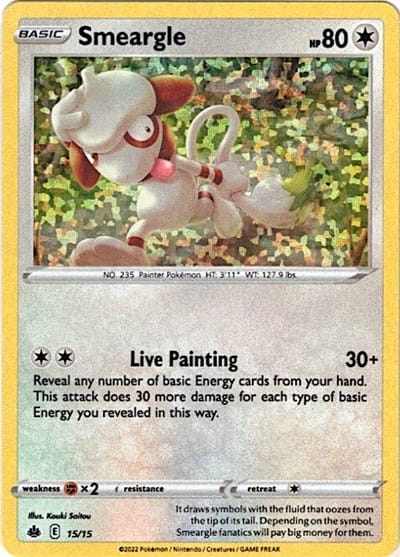 BASIC Smeargle HP 80
NO. 235 Painter Pokémon HT: 3'11" WT: 127.9 lbs.
Live Painting 30+
Reveal any number of basic Energy cards from your hand.
This attack does 30 more damage for each type of basic
Energy you revealed in this way.
weakness ×2 resistance retreat
Illus. Kouki Saitou
E 15/15
It draws symbols with the fluid that oozes from
the tip of its tail. Depending on the symbol,
Smeargle fanatics will pay big money for them.
©2022 Pokémon / Nintendo / Creatures / GAME FREAK